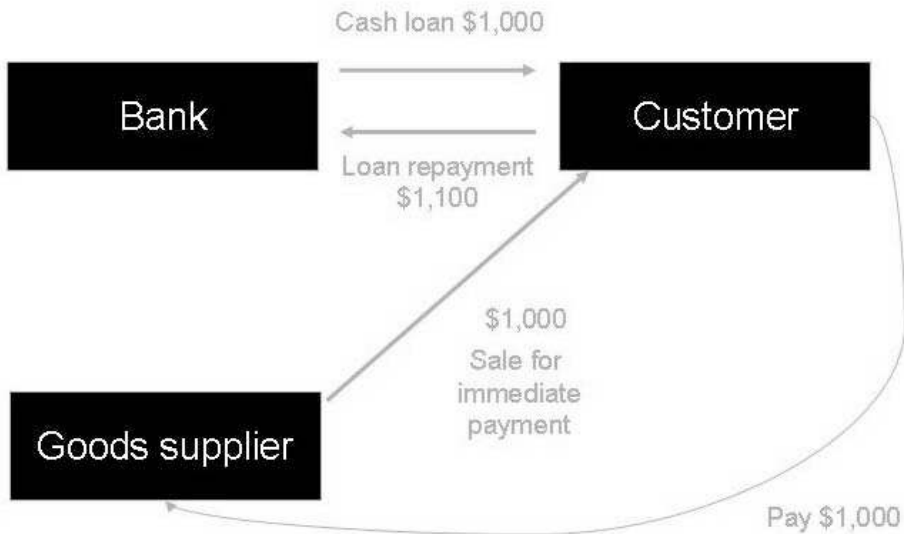 Cash loan $1,000
Bank
Customer
Loan repayment
$1,100
$1,000
Sale for
immediate
payment
Goods supplier
Pay $1,000